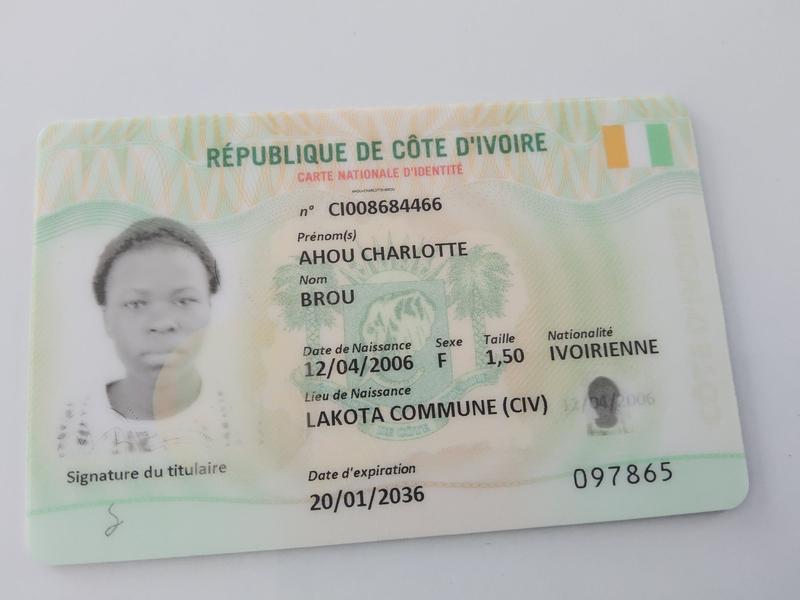 RÉPUBLIQUE DE CÔTE D'IVOIRE
CARTE NATIONALE D'IDENTITÉ
n° CI008684466
Prénom(s)
AHOU CHARLOTTE
Nom
BROU
Date de Naissance Sexe Taille Nationalité
12/04/2006 F 1,50 IVOIRIENNE
Lieu de Naissance
LAKOTA COMMUNE (CIV) 12/04/2006
Signature du titulaire
Date d'expiration
20/01/2036
097865